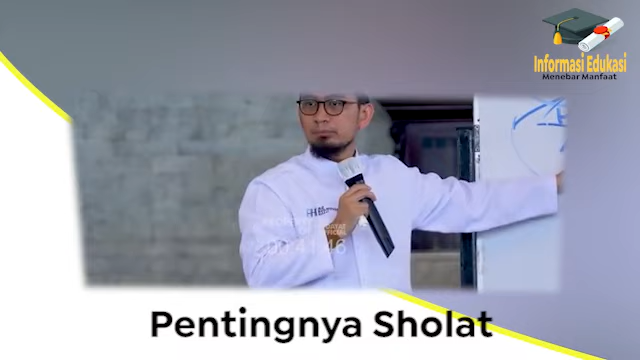 Informasi Edukasi
Menebar Manfaat
Pentingnya Sholat